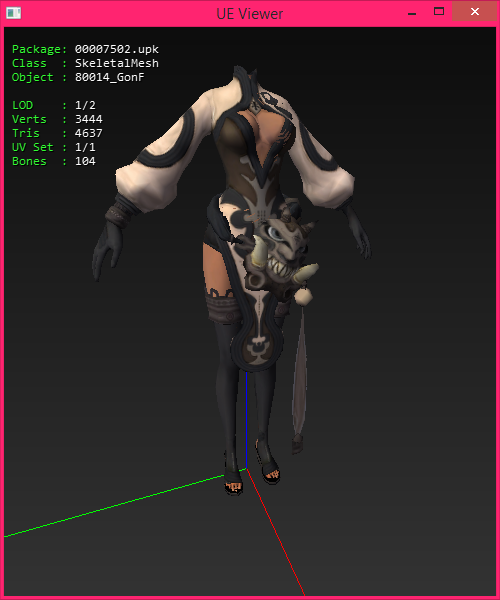 UE Viewer
Package: 00007502.upk
Class  : SkeletalMesh
Object : 80014_GonF
LOD    : 1/2
Verts  : 3444
Tris   : 4637
UV Set : 1/1
Bones  : 104